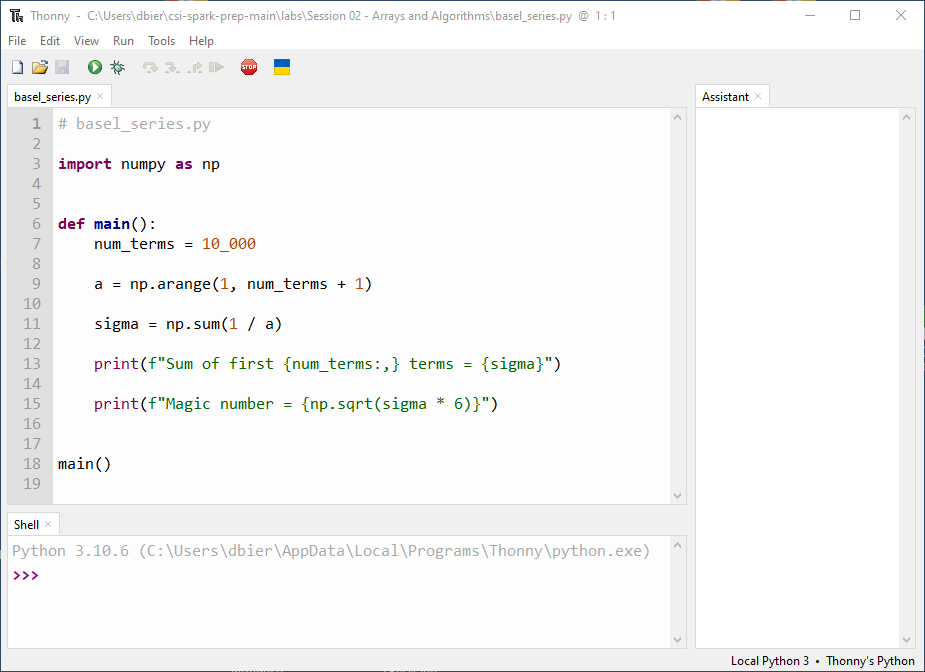 Thonny - C:\Users\dbier\csi-spark-prep-main\labs\Session 02 - Arrays and Algorithms\basel_series.py @ 1 : 1
File Edit View Run Tools Help
STOP
basel_series.py ×
Assistant ×
1 # basel_series.py
2
3 import numpy as np
4
5
6 def main():
7     num_terms = 10_000
8
9     a = np.arange(1, num_terms + 1)
10
11     sigma = np.sum(1 / a)
12
13     print(f"Sum of first {num_terms:,} terms = {sigma}")
14
15     print(f"Magic number = {np.sqrt(sigma * 6)}")
16
17
18 main()
19
Shell ×
Python 3.10.6 (C:\Users\dbier\AppData\Local\Programs\Thonny\python.exe)
>>>
Local Python 3 • Thonny's Python